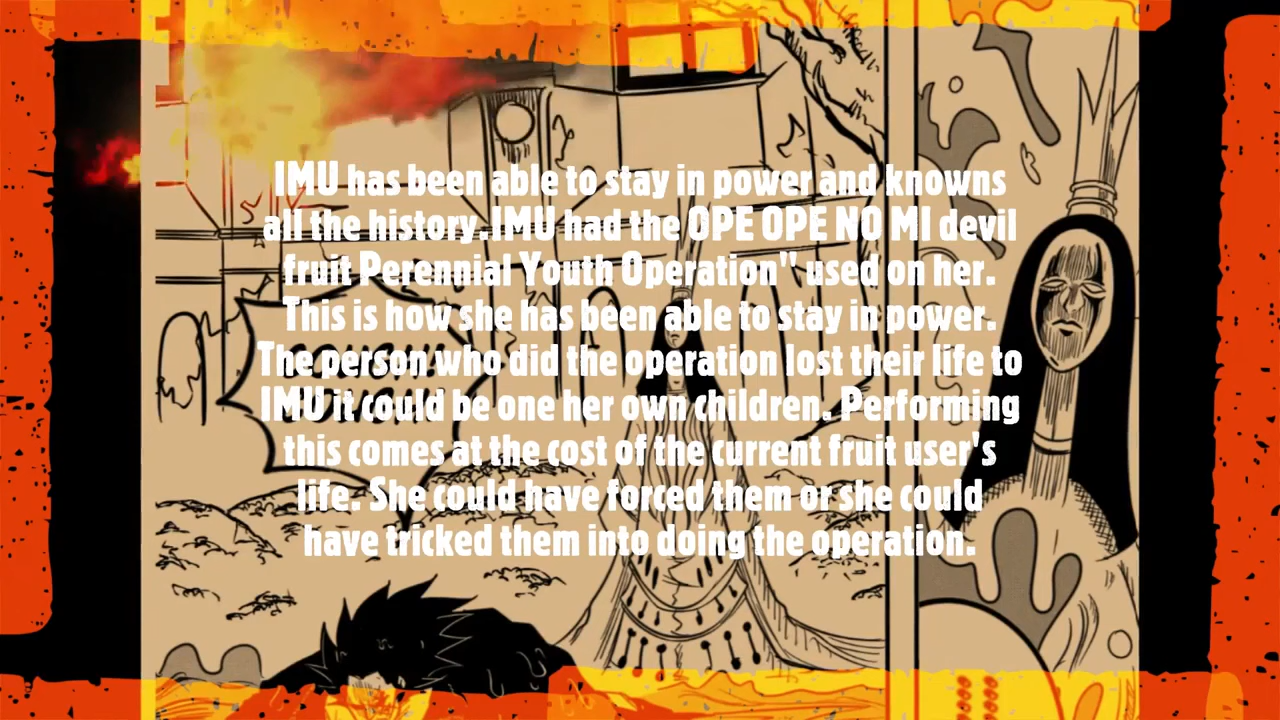 IMU has been able to stay in power and knowns
all the history.IMU had the OPE OPE NO MI devil
fruit Perennial Youth Operation" used on her.
This is how she has been able to stay in power.
The person who did the operation lost their life to
IMU it could be one her own children. Performing
this comes at the cost of the current fruit user's
life. She could have forced them or she could
have tricked them into doing the operation.